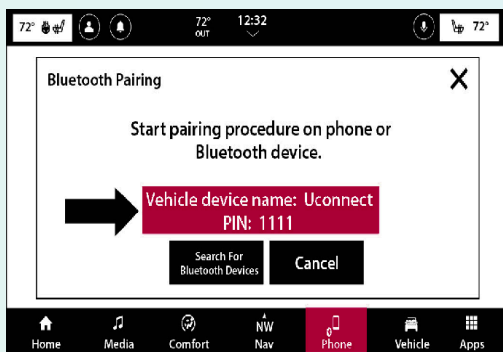 72° 72° OUT 12:32 72°
Bluetooth Pairing
Start pairing procedure on phone or
Bluetooth device.
Vehicle device name: Uconnect
PIN: 1111
Search For
Bluetooth Devices
Cancel
Home Media Comfort NW Nav Phone Vehicle Apps